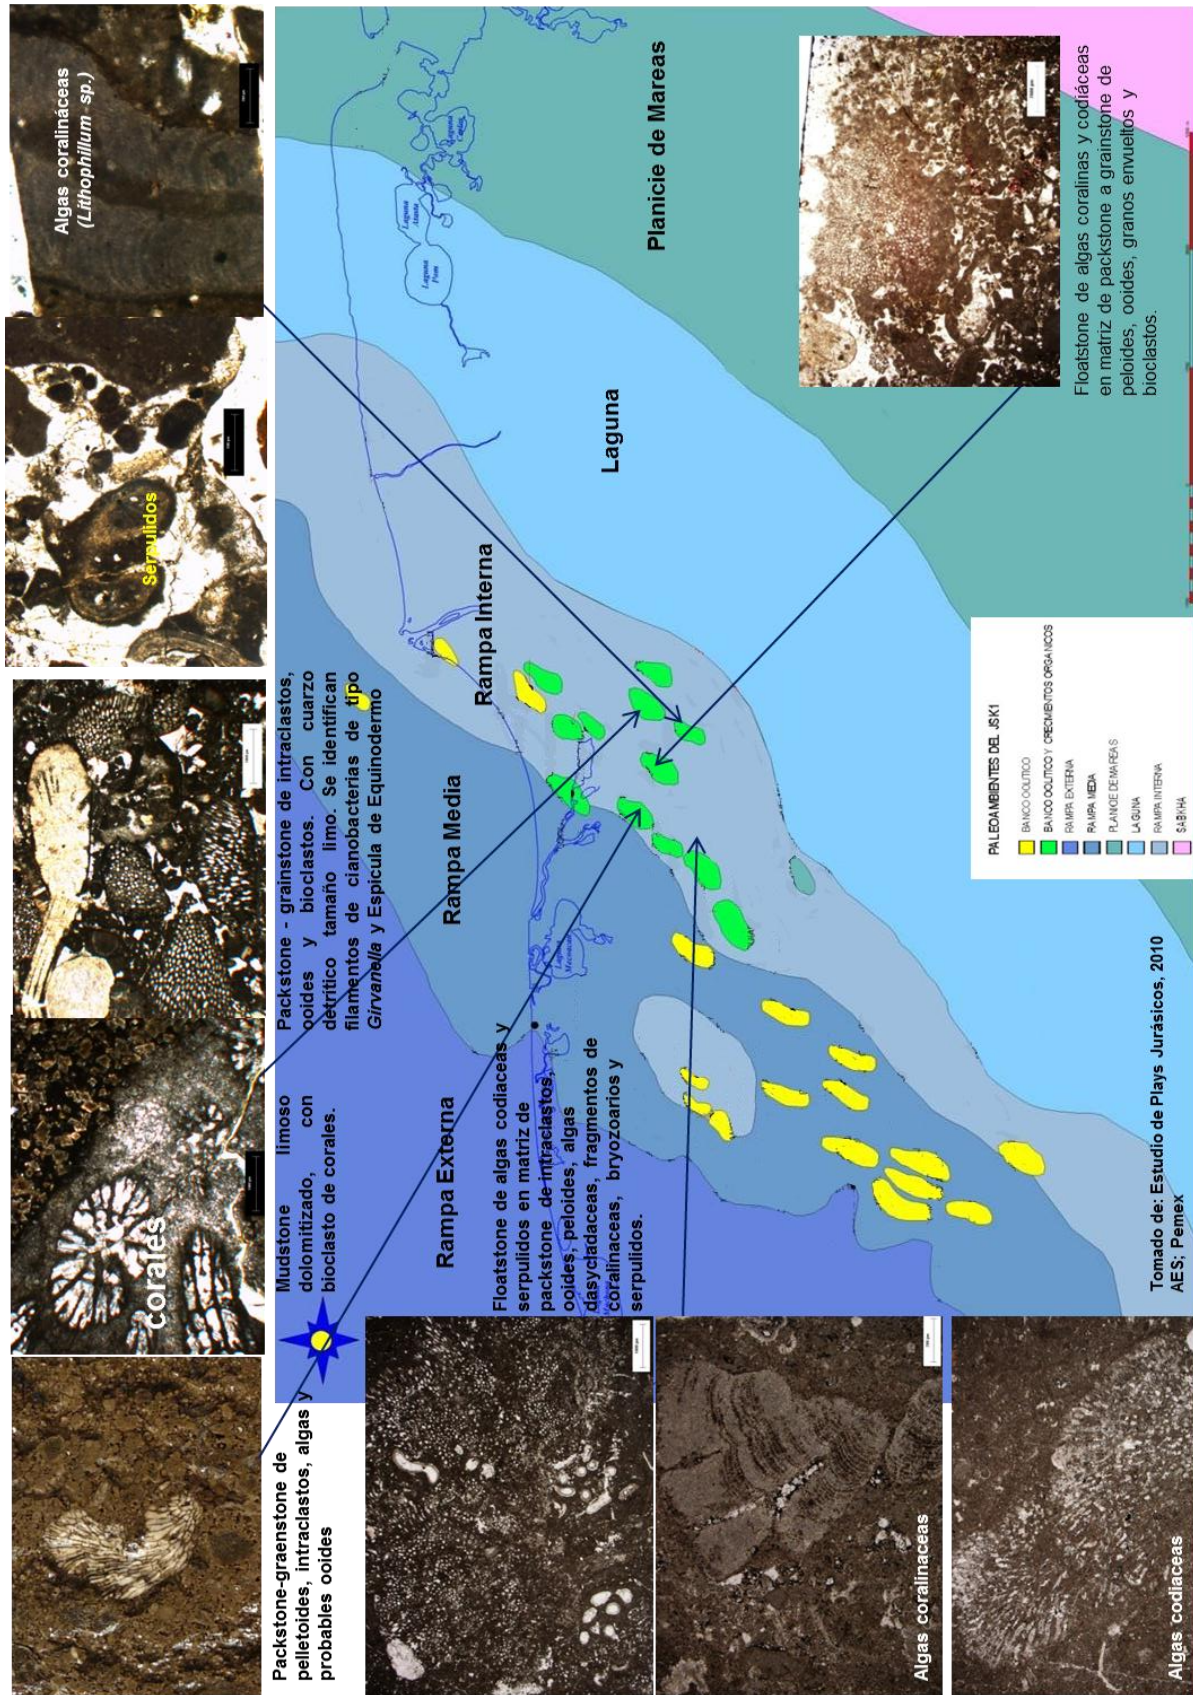 Packstone-graenstone de
pelletoides, intraclastos, algas y
probables ooides
Mudstone limoso
dolomitizado, con
bioclasto de corales.
Packstone - grainstone de intraclastos,
ooides y bioclastos. Con cuarzo
detrítico tamaño limo. Se identifican
filamentos de cianobacterias de tipo
Girvanella y Espicula de Equinodermo
Corales
Serpulidos
Algas coralináceas
(Lithophillum sp.)
Rampa Externa
Rampa Media
Rampa Interna
Laguna
Planicie de Mareas
Laguna
Mecoacan
Laguna
Pom
Laguna
Atasta
Laguna
Floatstone de algas codiaceas y
serpulidos en matriz de
packstone de intraclastos,
ooides, peloides, algas
dasycladaceas, fragmentos de
coralinaceas, bryozoarios y
serpulidos.
Floatstone de algas coralinas y codiáceas
en matriz de packstone a grainstone de
peloides, ooides, granos envueltos y
bioclastos.
Algas coralinaceas
Algas codiaceas
PALEOAMBIENTES DEL JSK1
BANCO OOLITICO
BANCO OOLITICO Y CRECIMIENTOS ORGANICOS
RAMPA EXTERNA
RAMPA MEDIA
PLANICIE DE MAREAS
LAGUNA
RAMPA INTERNA
SABKHA
Tomado de: Estudio de Plays Jurásicos, 2010
AES; Pemex